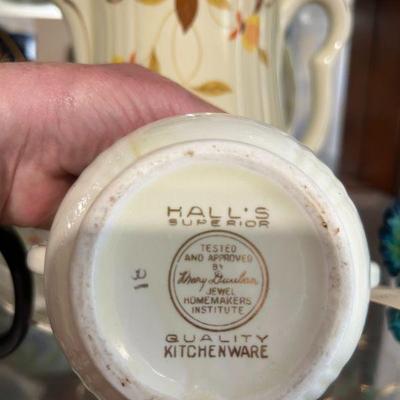 HALL'S
SUPERIOR
TESTED
AND APPROVED
BY
Mary Dunbar
JEWEL
HOMEMAKERS
INSTITUTE
QUALITY
KITCHENWARE